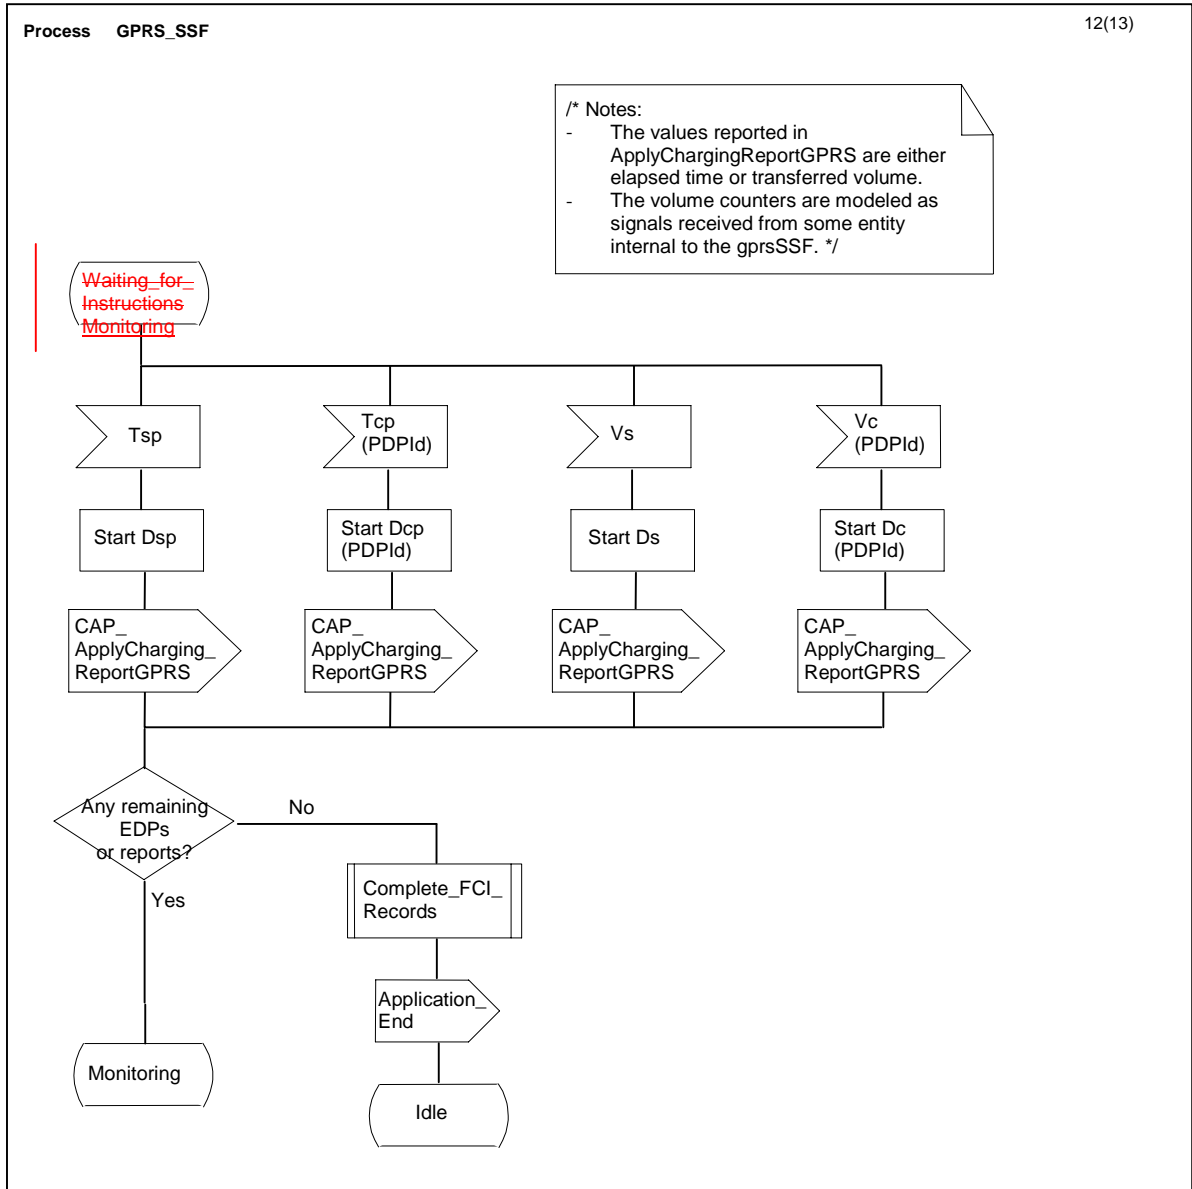 Process GPRS_SSF
12(13)
/* Notes:
- The values reported in
ApplyChargingReportGPRS are either
elapsed time or transferred volume.
- The volume counters are modeled as
signals received from some entity
internal to the gprsSSF. */
Waiting_for_
Instructions
Monitoring
Tsp
Tcp
(PDPId)
Vs
Vc
(PDPId)
Start Dsp
Start Dcp
(PDPId)
Start Ds
Start Dc
(PDPId)
CAP_
ApplyCharging_
ReportGPRS
CAP_
ApplyCharging_
ReportGPRS
CAP_
ApplyCharging_
ReportGPRS
CAP_
ApplyCharging_
ReportGPRS
Any remaining
EDPs
or reports?
No
Yes
Complete_FCI_
Records
Application_
End
Monitoring
Idle